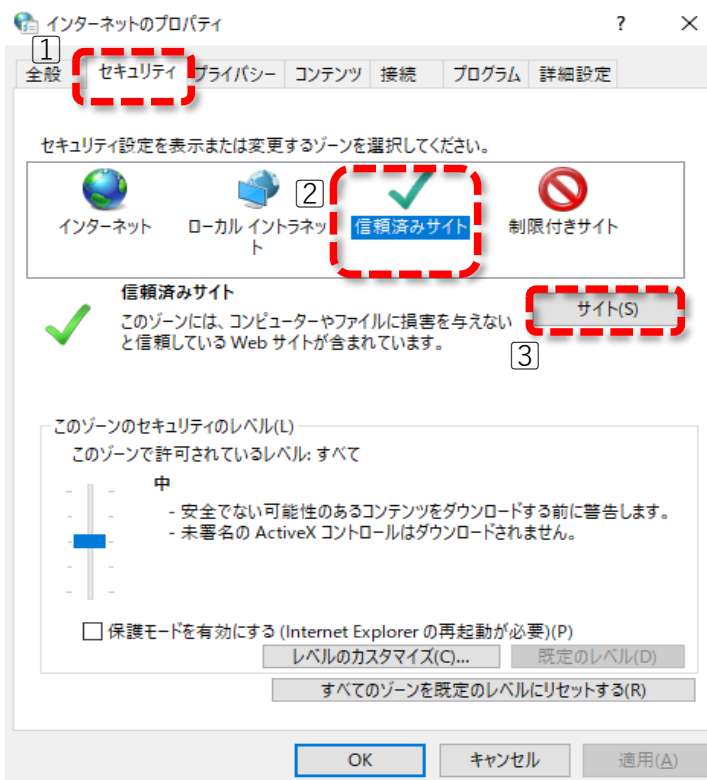 インターネットのプロパティ ? ×
1
全般 セキュリティ プライバシー コンテンツ 接続 プログラム 詳細設定
セキュリティ設定を表示または変更するゾーンを選択してください。
2
インターネット ローカル イントラネット 信頼済みサイト 制限付きサイト
信頼済みサイト
サイト(S)
このゾーンには、コンピューターやファイルに損害を与えない
と信頼している Web サイトが含まれています。
3
このゾーンのセキュリティのレベル(L)
このゾーンで許可されているレベル: すべて
中
- 安全でない可能性のあるコンテンツをダウンロードする前に警告します。
- 未署名の ActiveX コントロールはダウンロードされません。
保護モードを有効にする (Internet Explorer の再起動が必要)(P)
レベルのカスタマイズ(C)... 既定のレベル(D)
すべてのゾーンを既定のレベルにリセットする(R)
OK キャンセル 適用(A)